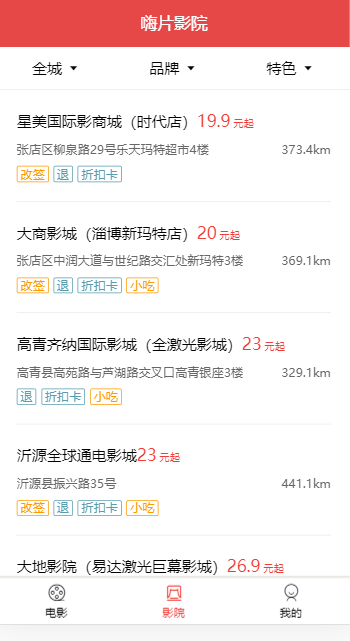 嗨片影院
全城 品牌 特色
星美国际影商城（时代店）19.9 元起
张店区柳泉路29号乐天玛特超市4楼 373.4km
改签 退 折扣卡
大商影城（淄博新玛特店）20 元起
张店区中润大道与世纪路交汇处新玛特3楼 369.1km
改签 退 折扣卡 小吃
高青齐纳国际影城（全激光影城）23 元起
高青县高苑路与芦湖路交叉口高青银座3楼 329.1km
退 折扣卡 小吃
沂源全球通电影城23 元起
沂源县振兴路35号 441.1km
改签 退 折扣卡 小吃
大地影院（易达激光巨幕影城）26.9 元起
电影 影院 我的